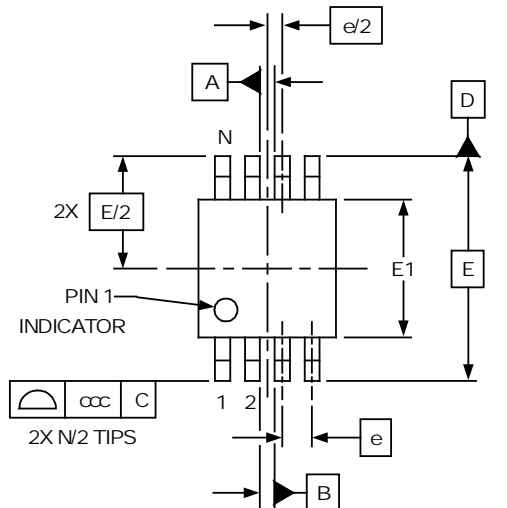 e/2
A
D
N
2X E/2
E1
E
PIN 1
INDICATOR
ccc C
1 2
2X N/2 TIPS
e
B